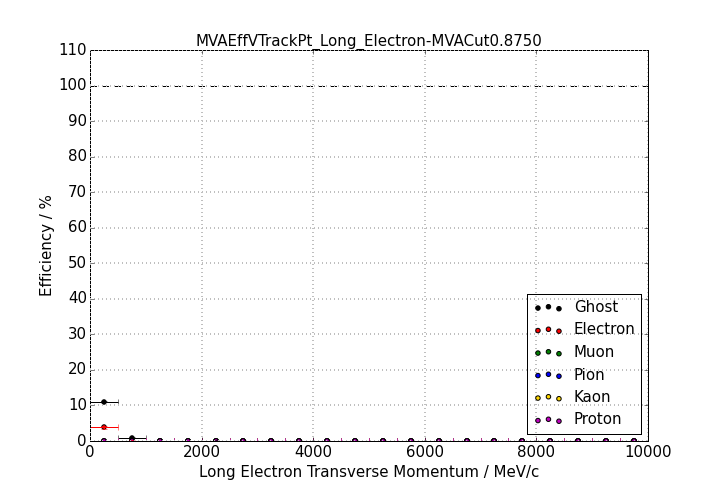 MVAEffVTrackPt_Long_Electron-MVACut0.8750
110
100
90
80
70
60
50
40
30
20
10
0
Efficiency / %
Ghost
Electron
Muon
Pion
Kaon
Proton
0 2000 4000 6000 8000 10000
Long Electron Transverse Momentum / MeV/c